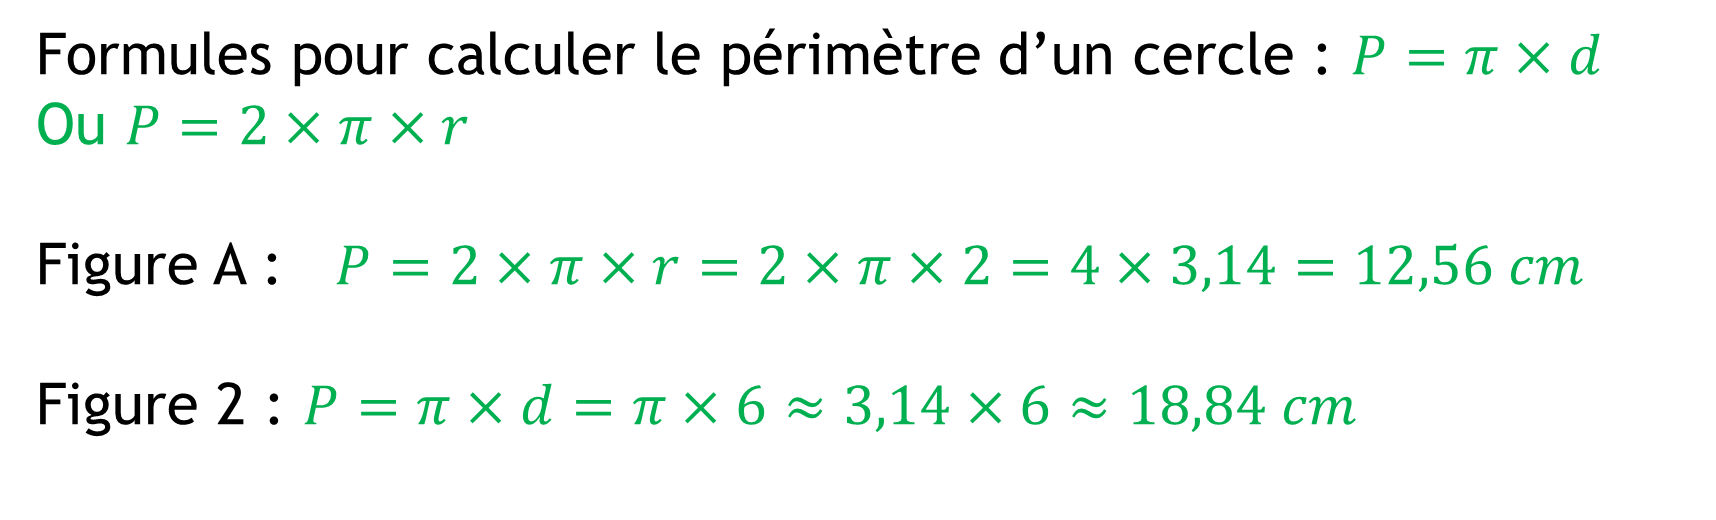 Formules pour calculer le périmètre d’un cercle : P = π × d
Ou P = 2 × π × r
Figure A : P = 2 × π × r = 2 × π × 2 = 4 × 3,14 = 12,56 cm
Figure 2 : P = π × d = π × 6 ≈ 3,14 × 6 ≈ 18,84 cm